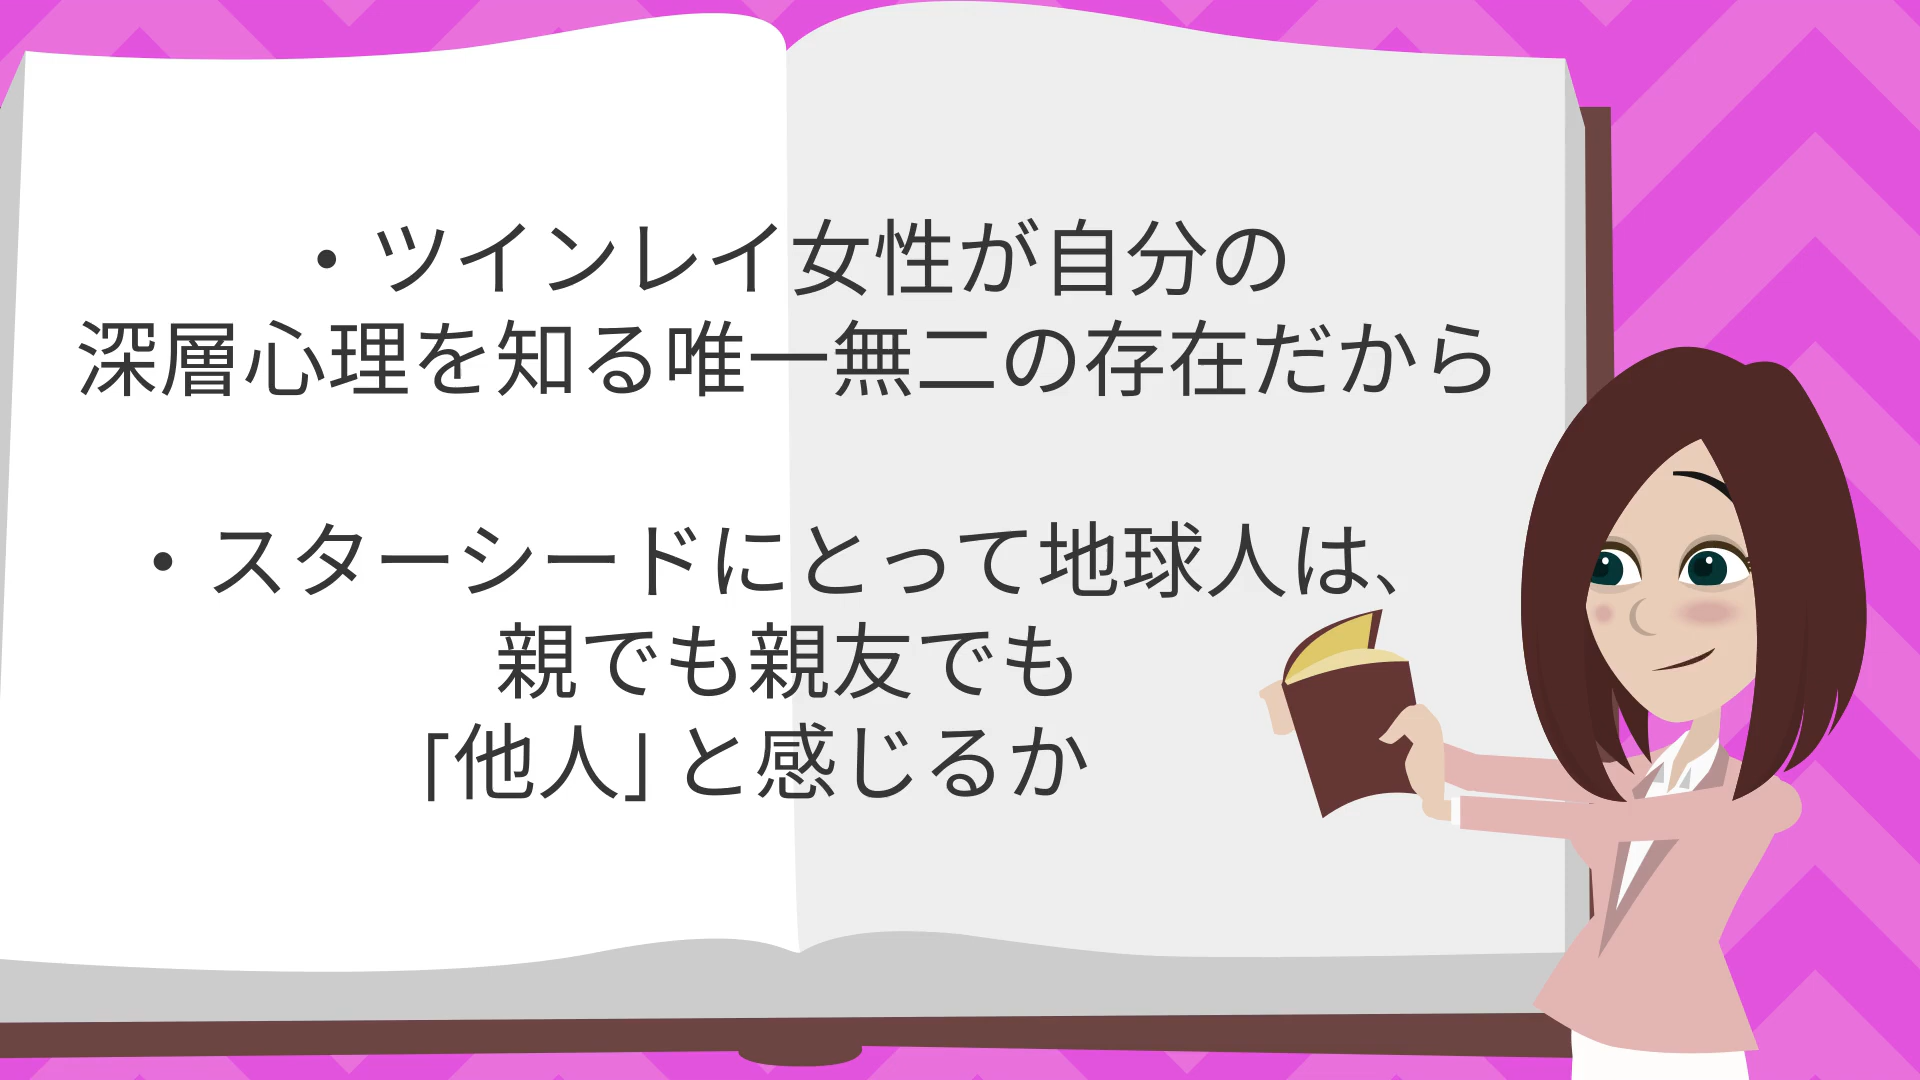 ・ツインレイ女性が自分の
深層心理を知る唯一無二の存在だから
・スターシードにとって地球人は、
親でも親友でも
「他人」と感じるか